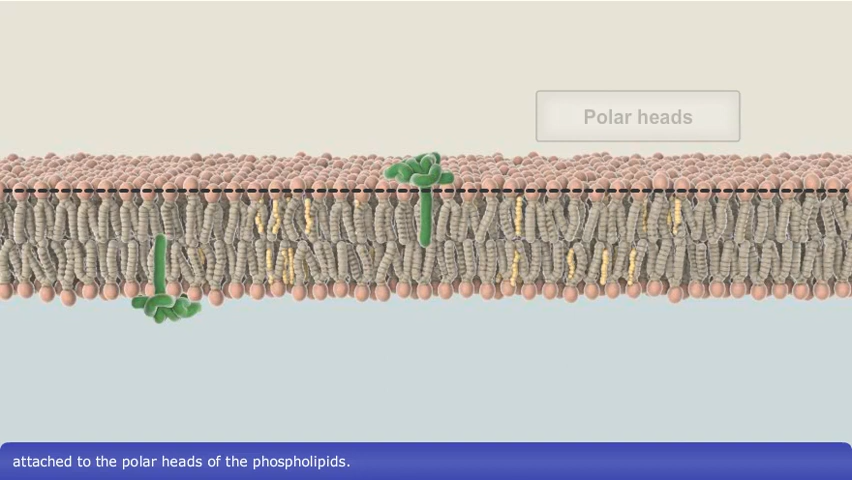 Polar heads
attached to the polar heads of the phospholipids.